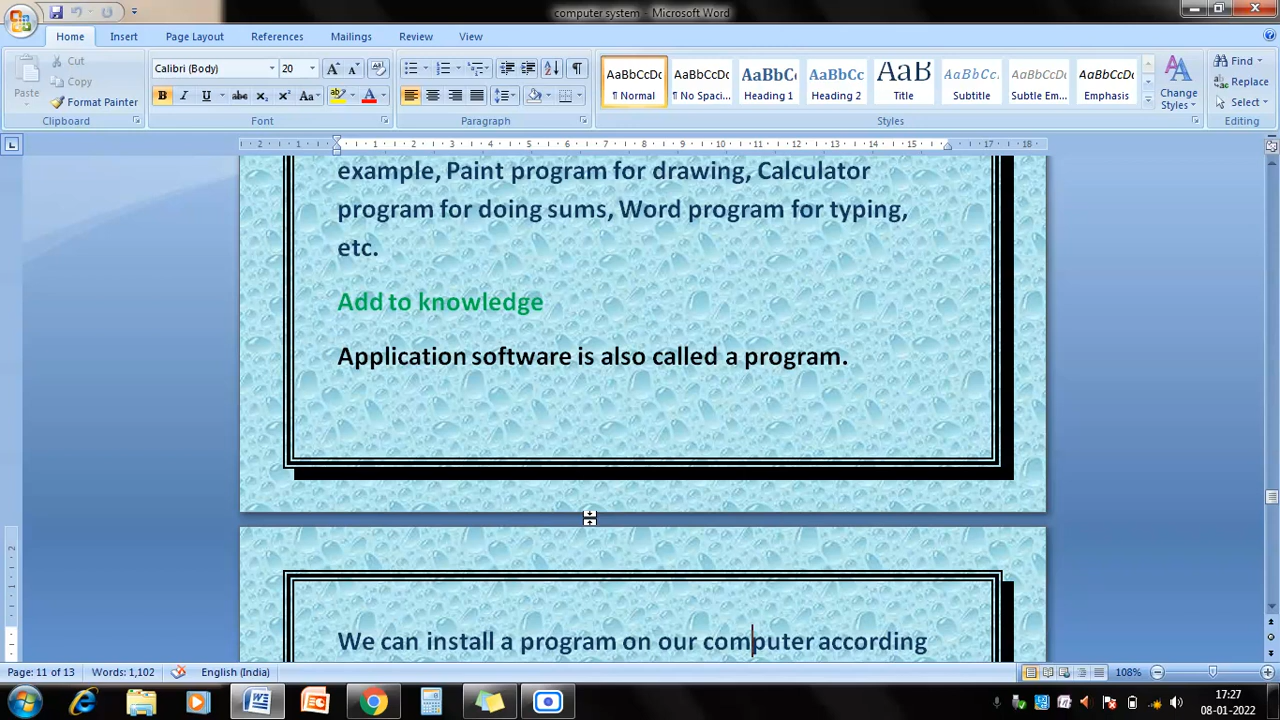 computer system - Microsoft Word
Home Insert Page Layout References Mailings Review View
Cut
Copy
Paste
Format Painter
Clipboard
Calibri (Body) 20
Font
Paragraph
AaBbCcDc AaBbCcDc AaBbC AaBbCc AaB AaBbCc. AaBbCcDc AaBbCcDc
¶ Normal ¶ No Spaci... Heading 1 Heading 2 Title Subtitle Subtle Em... Emphasis
Change Styles
Styles
Find
Replace
Select
Editing
example, Paint program for drawing, Calculator
program for doing sums, Word program for typing,
etc.
Add to knowledge
Application software is also called a program.
We can install a program on our computer according
Page: 11 of 13 Words: 1,102 English (India) 108%
17:27
08-01-2022